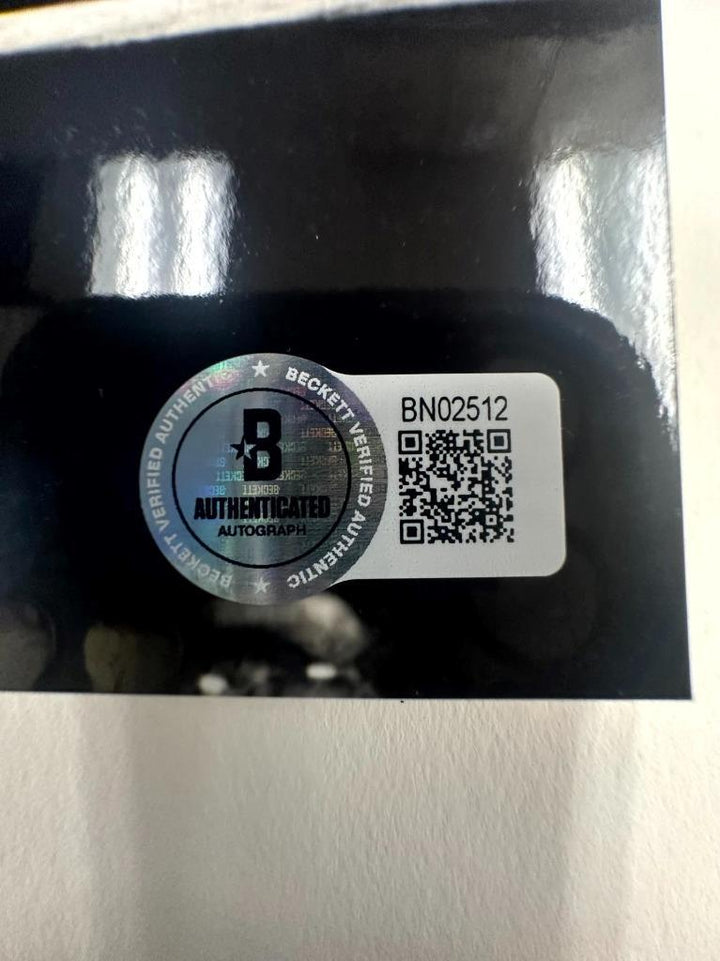 BECKETT VERIFIED AUTHENTIC
BECKETT VERIFIED AUTHENTIC
B
AUTHENTICATED
AUTOGRAPH
BN02512